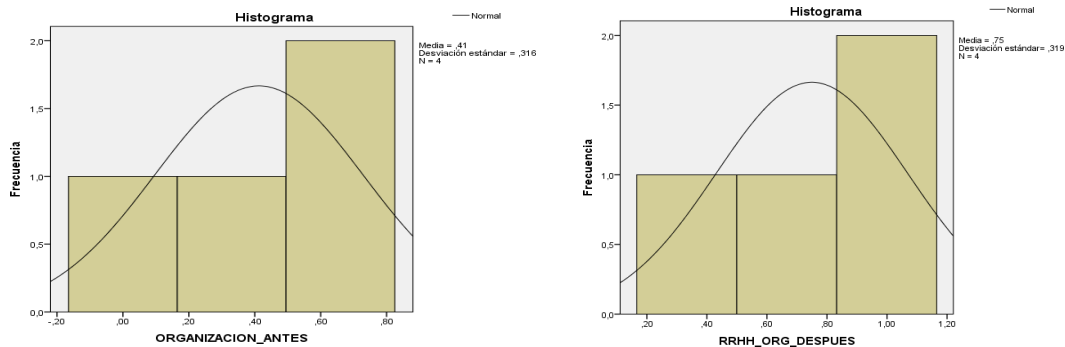 Histograma
Normal
Media = ,41
Desviación estándar = ,316
N = 4
2,0
1,5
1,0
0,5
0,0
Frecuencia
-,20 ,00 ,20 ,40 ,60 ,80
ORGANIZACION_ANTES
Histograma
Normal
Media = ,75
Desviación estándar= ,319
N = 4
2,0
1,5
1,0
0,5
0,0
Frecuencia
,20 ,40 ,60 ,80 1,00 1,20
RRHH_ORG_DESPUES